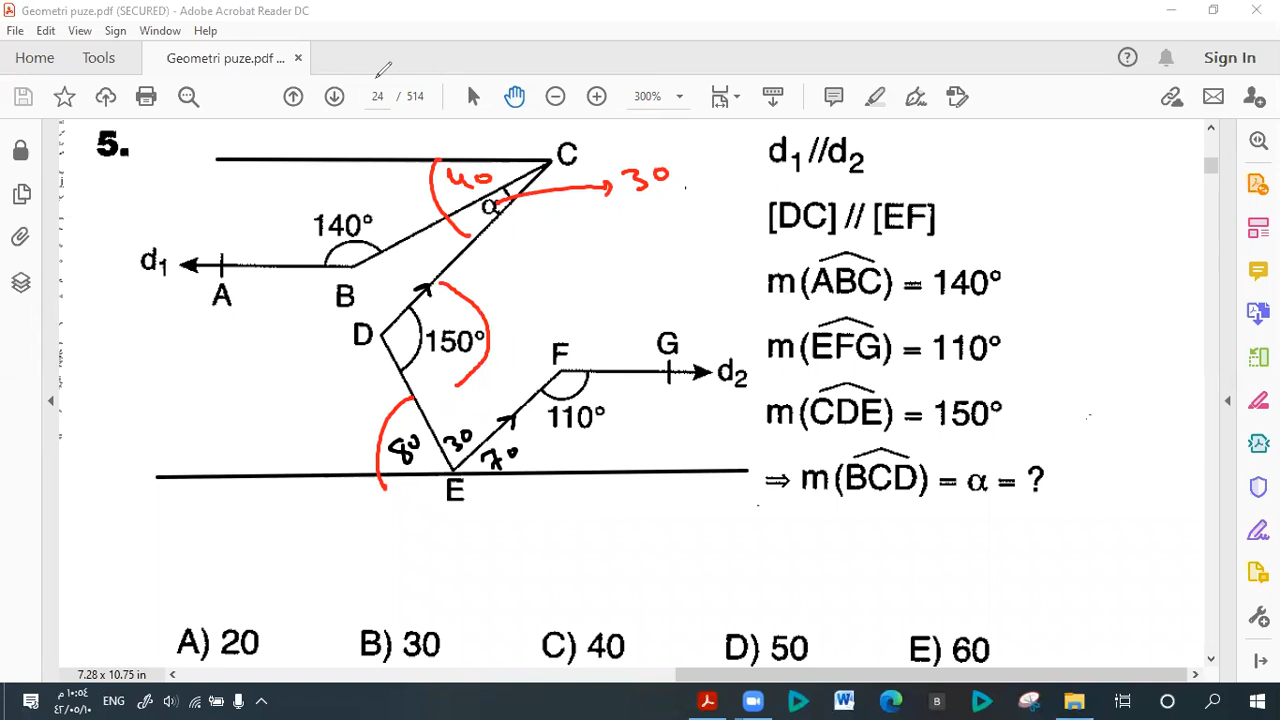 Geometri puze.pdf (SECURED) - Adobe Acrobat Reader DC
File Edit View Sign Window Help
Home Tools Geometri puze.pdf ... × Sign In
24 / 514 300%
5.
C
40
α
30
140°
d₁
A
B
D
150°
F
G
d₂
110°
80
30
70
E
d₁//d₂
[DC] // [EF]
m(ABC) = 140°
m(EFG) = 110°
m(CDE) = 150°
⇒ m(BCD) = α = ?
A) 20 B) 30 C) 40 D) 50 E) 60
7.28 x 10.75 in
ENG